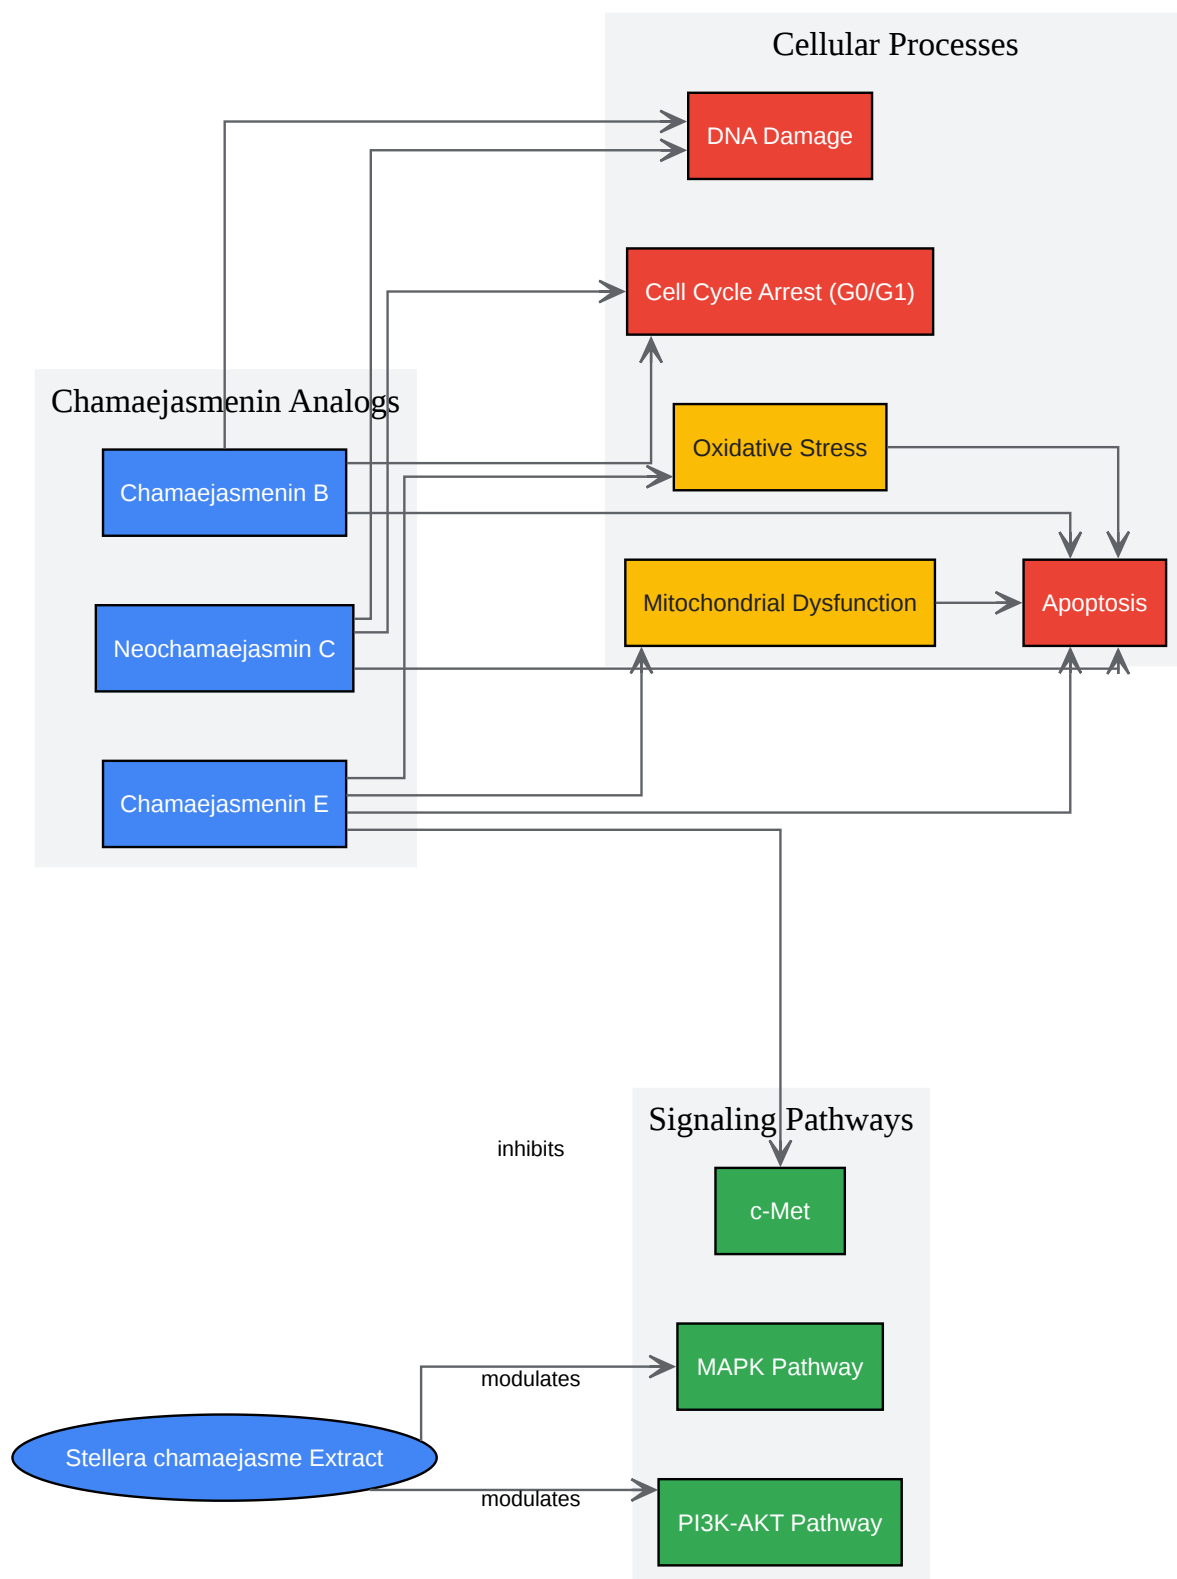 Cellular Processes
DNA Damage
Cell Cycle Arrest (G0/G1)
Chamaejasmenin Analogs
Oxidative Stress
Chamaejasmenin B
Mitochondrial Dysfunction
Apoptosis
Neochamaejasmin C
Chamaejasmenin E
Signaling Pathways
inhibits
c-Met
MAPK Pathway
modulates
Stellera chamaejasme Extract
modulates
PI3K-AKT Pathway